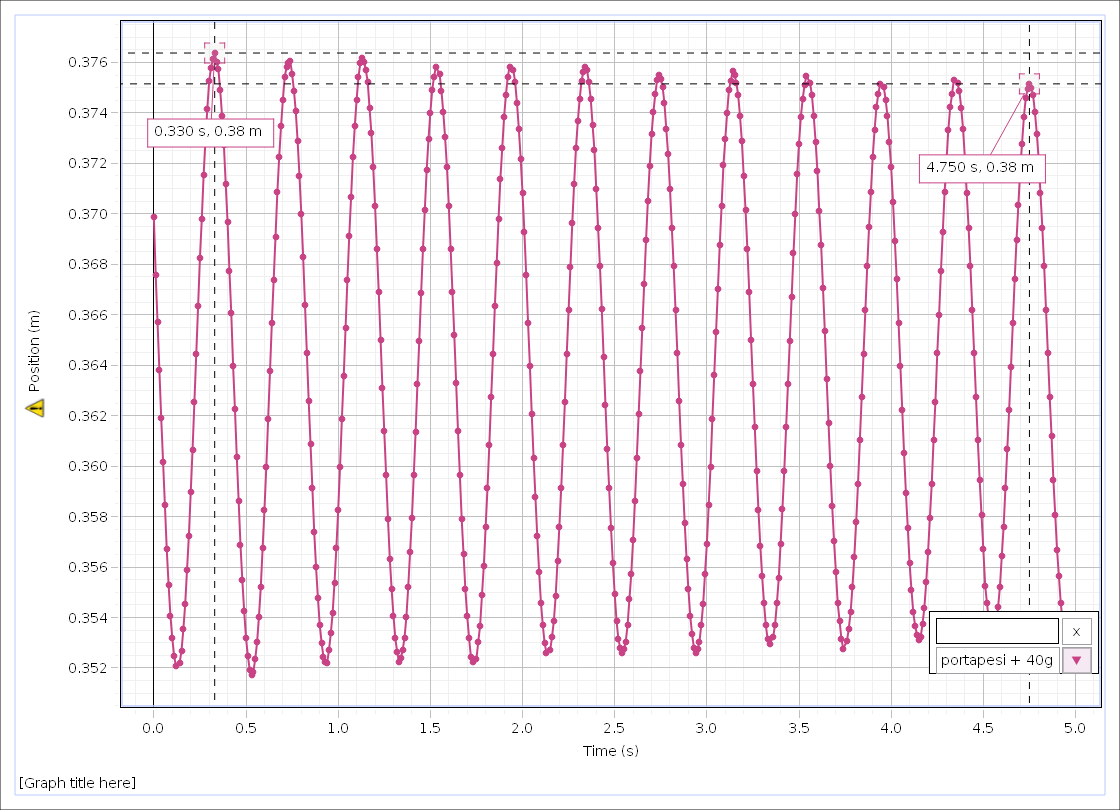 0.376
0.374
0.372
0.370
0.368
0.366
0.364
0.362
0.360
0.358
0.356
0.354
0.352
Position (m)
0.330 s, 0.38 m
4.750 s, 0.38 m
x
portapesi + 40g
▼
0.0 0.5 1.0 1.5 2.0 2.5 3.0 3.5 4.0 4.5 5.0
Time (s)
[Graph title here]